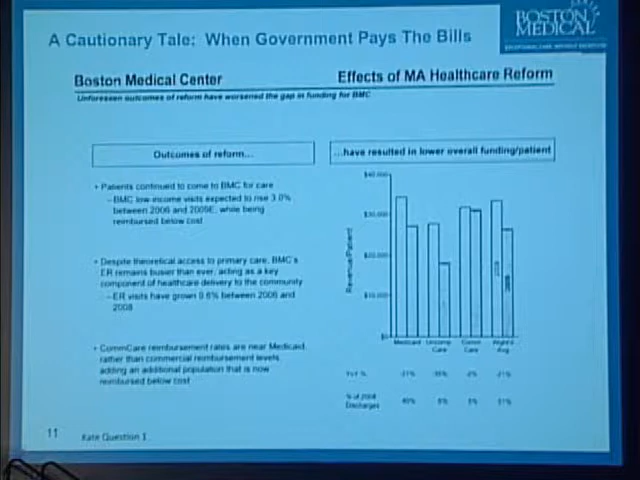 BOSTON
MEDICAL
A Cautionary Tale: When Government Pays The Bills
Boston Medical Center
Effects of MA Healthcare Reform
Unforeseen outcomes of reform have worsened the gap in funding for BMC
Outcomes of reform...
...have resulted in lower overall funding/patient
• Patients continued to come to BMC for care
– BMC low-income visits expected to rise 3.0%
between 2006 and 2009E, while being
reimbursed below cost
• Despite theoretical access to primary care, BMC's
ER remains busier than ever, acting as a key
component of healthcare delivery to the community
– ER visits have grown 9.6% between 2006 and
2008
• CommCare reimbursement rates are near Medicaid,
rather than commercial reimbursement levels,
adding an additional population that is now
reimbursed below cost
Revenue/Patient
$40,000
$30,000
$20,000
$10,000
$0
Medicaid
Uncomp
Care
Comm
Care
Avg
% of 2008
Discharges
11
Kate Question 1